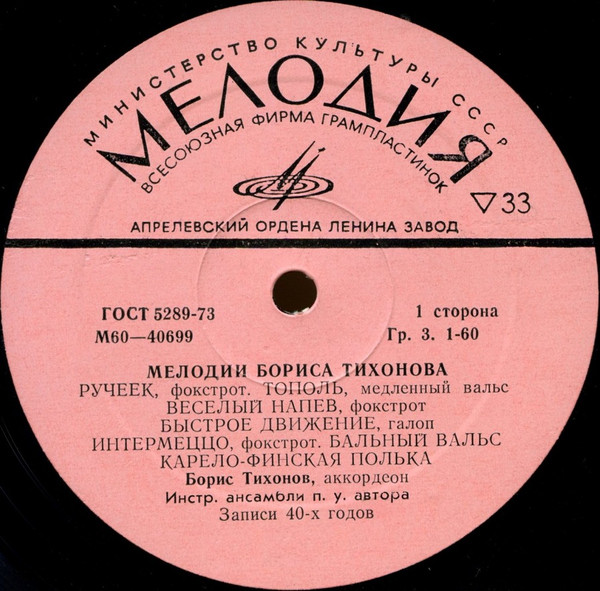 МИНИСТЕРСТВО КУЛЬТУРЫ СССР
МЕЛОДИЯ
ВСЕСОЮЗНАЯ ФИРМА ГРАМПЛАСТИНОК
33
АПРЕЛЕВСКИЙ ОРДЕНА ЛЕНИНА ЗАВОД
ГОСТ 5289-73
1 сторона
М60—40699
Гр. 3. 1-60
МЕЛОДИИ БОРИСА ТИХОНОВА
РУЧЕЕК, фокстрот. ТОПОЛЬ, медленный вальс
ВЕСЕЛЫЙ НАПЕВ, фокстрот
БЫСТРОЕ ДВИЖЕНИЕ, галоп
ИНТЕРМЕЦЦО, фокстрот. БАЛЬНЫЙ ВАЛЬС
КАРЕЛО-ФИНСКАЯ ПОЛЬКА
Борис Тихонов, аккордеон
Инстр. ансамбли п. у. автора
Записи 40-х годов